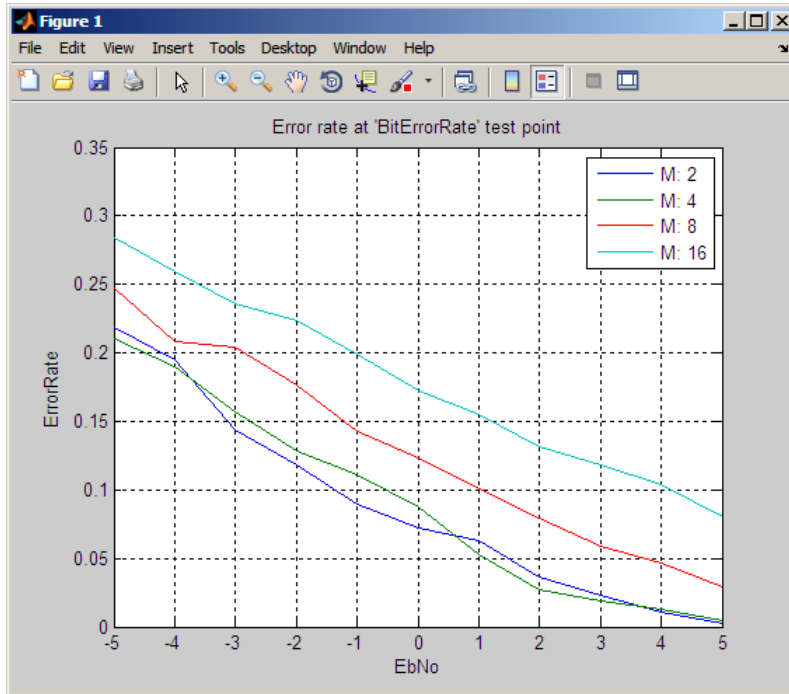 Figure 1
File Edit View Insert Tools Desktop Window Help
Error rate at 'BitErrorRate' test point
0.35
0.3
0.25
0.2
0.15
0.1
0.05
0
ErrorRate
M: 2
M: 4
M: 8
M: 16
-5 -4 -3 -2 -1 0 1 2 3 4 5
EbNo